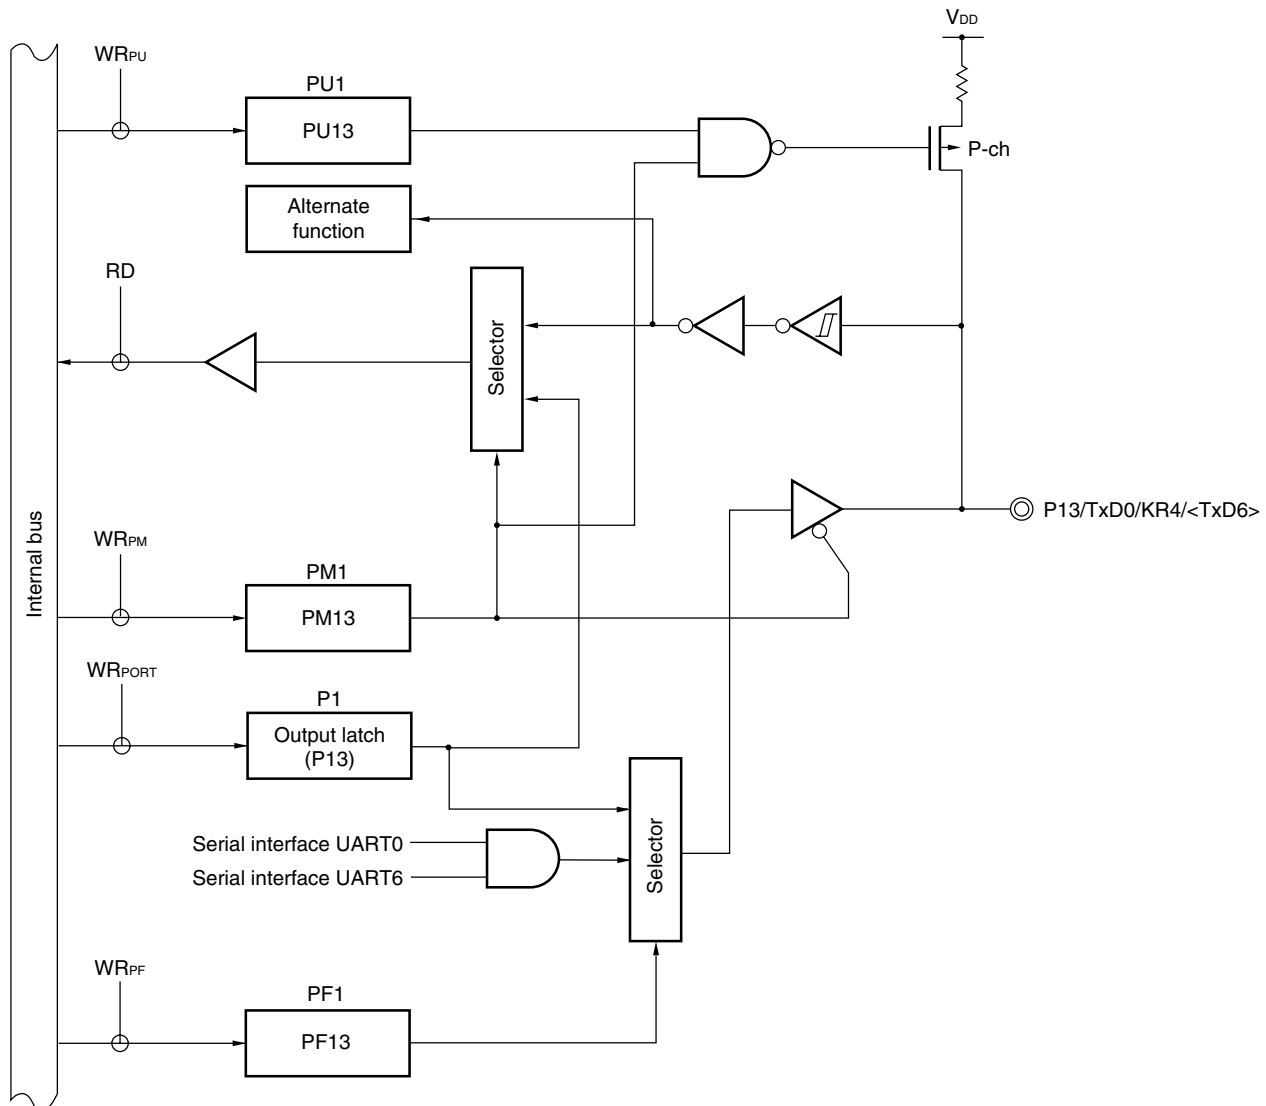 VDD
WRPU
PU1
PU13
P-ch
Alternate
function
RD
Selector
Internal bus
P13/TxD0/KR4/<TxD6>
WRPM
PM1
PM13
WRPORT
P1
Output latch
(P13)
Serial interface UART0
Serial interface UART6
Selector
WRPF
PF1
PF13